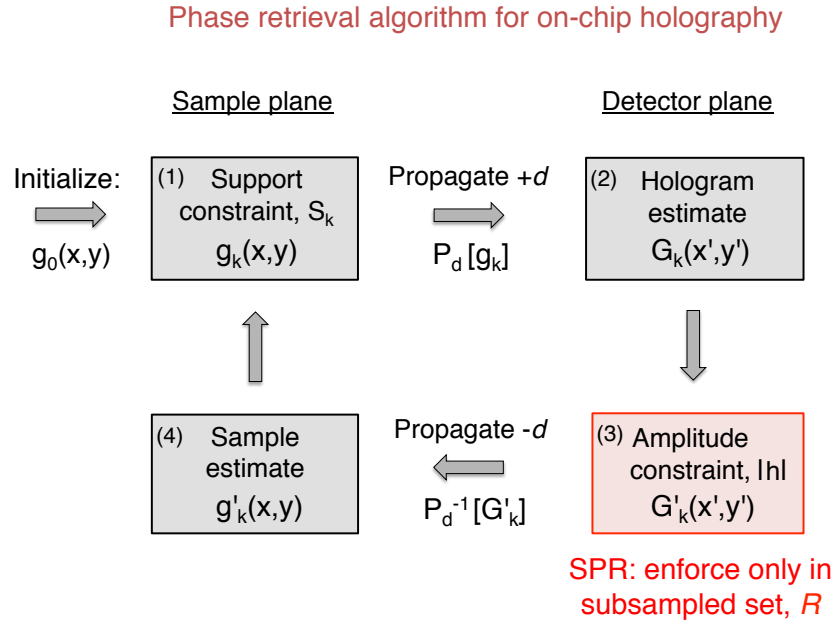 Phase retrieval algorithm for on-chip holography
Sample plane
Detector plane
Initialize:
g₀(x,y)
(1) Support
constraint, Sₖ
gₖ(x,y)
Propagate +d
P_d [gₖ]
(2) Hologram
estimate
Gₖ(x',y')
(3) Amplitude
constraint, |h|
G'ₖ(x',y')
SPR: enforce only in
subsampled set, R
Propagate -d
P_d⁻¹ [G'ₖ]
(4) Sample
estimate
g'ₖ(x,y)